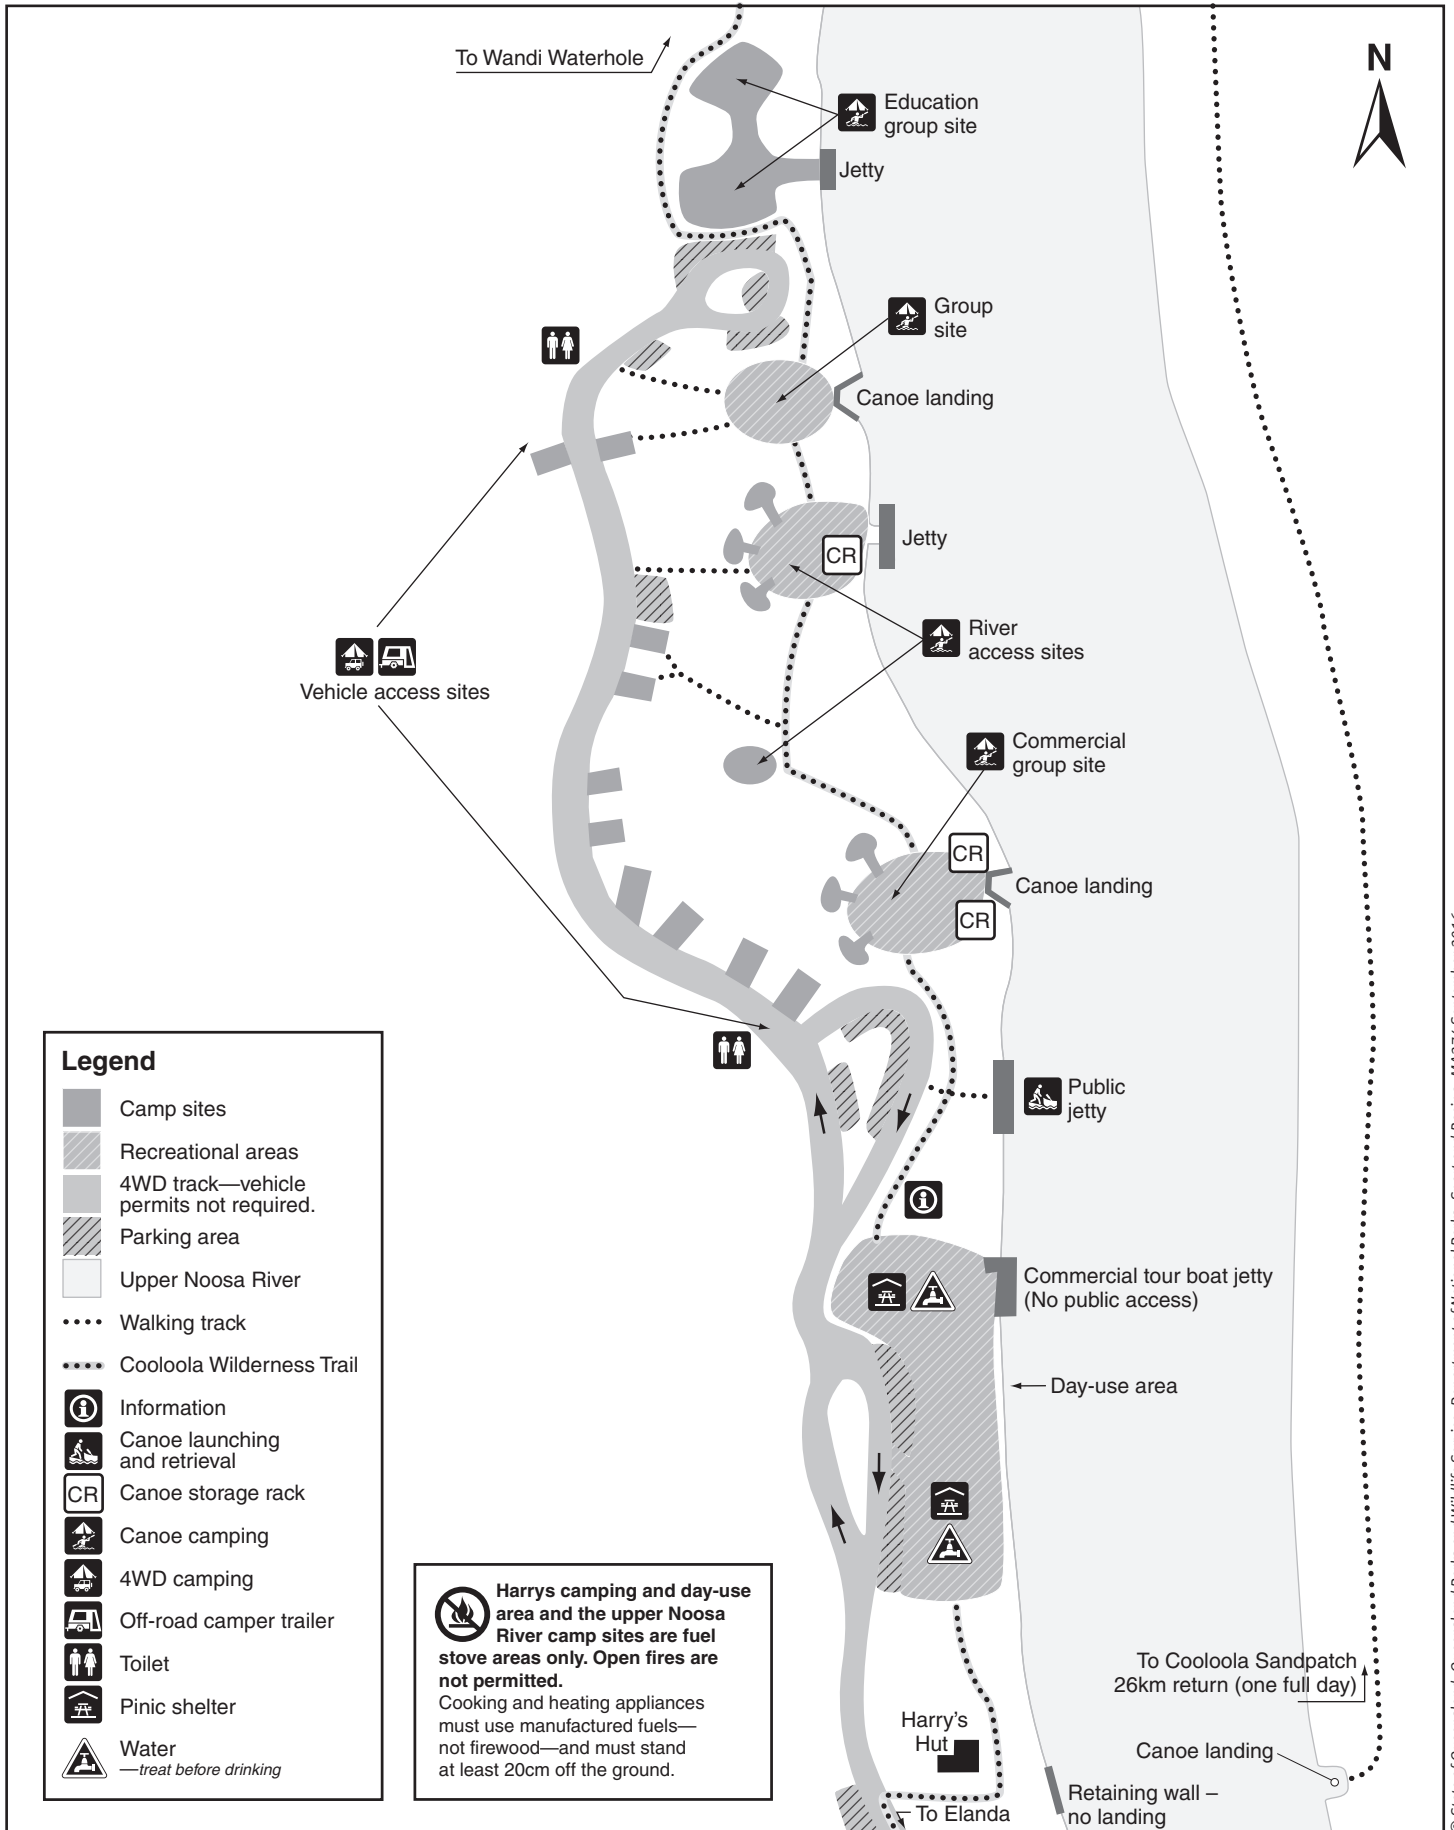 To Wandi Waterhole
N
Education
group site
Jetty
Group
site
Canoe landing
CR
Jetty
River
access sites
Vehicle access sites
Commercial
group site
CR
Canoe landing
CR
Public
jetty
Commercial tour boat jetty
(No public access)
Day-use area
Legend
Camp sites
Recreational areas
4WD track—vehicle
permits not required.
Parking area
Upper Noosa River
Walking track
Cooloola Wilderness Trail
Information
Canoe launching
and retrieval
CR Canoe storage rack
Canoe camping
4WD camping
Off-road camper trailer
Toilet
Pinic shelter
Water
—treat before drinking
Harrys camping and day-use
area and the upper Noosa
River camp sites are fuel
stove areas only. Open fires are
not permitted.
Cooking and heating appliances
must use manufactured fuels—
not firewood—and must stand
at least 20cm off the ground.
To Cooloola Sandpatch
26km return (one full day)
Harry's
Hut
Canoe landing
Retaining wall –
no landing
To Elanda